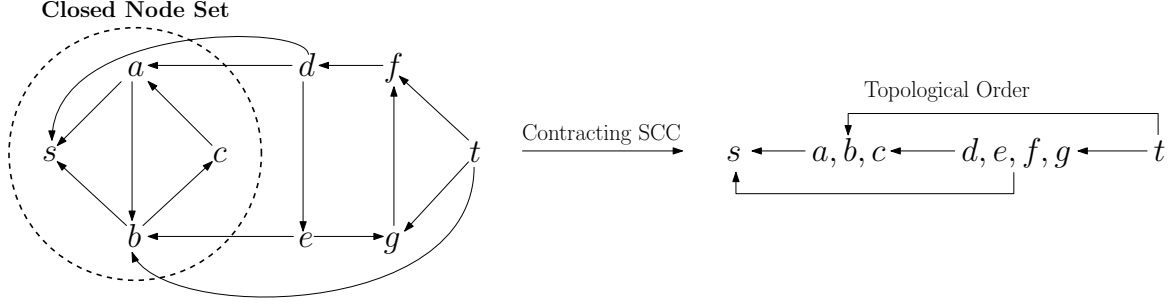 Closed Node Set
a
d
f
s
c
t
b
e
g
Contracting SCC
Topological Order
s
a, b, c
d, e, f, g
t